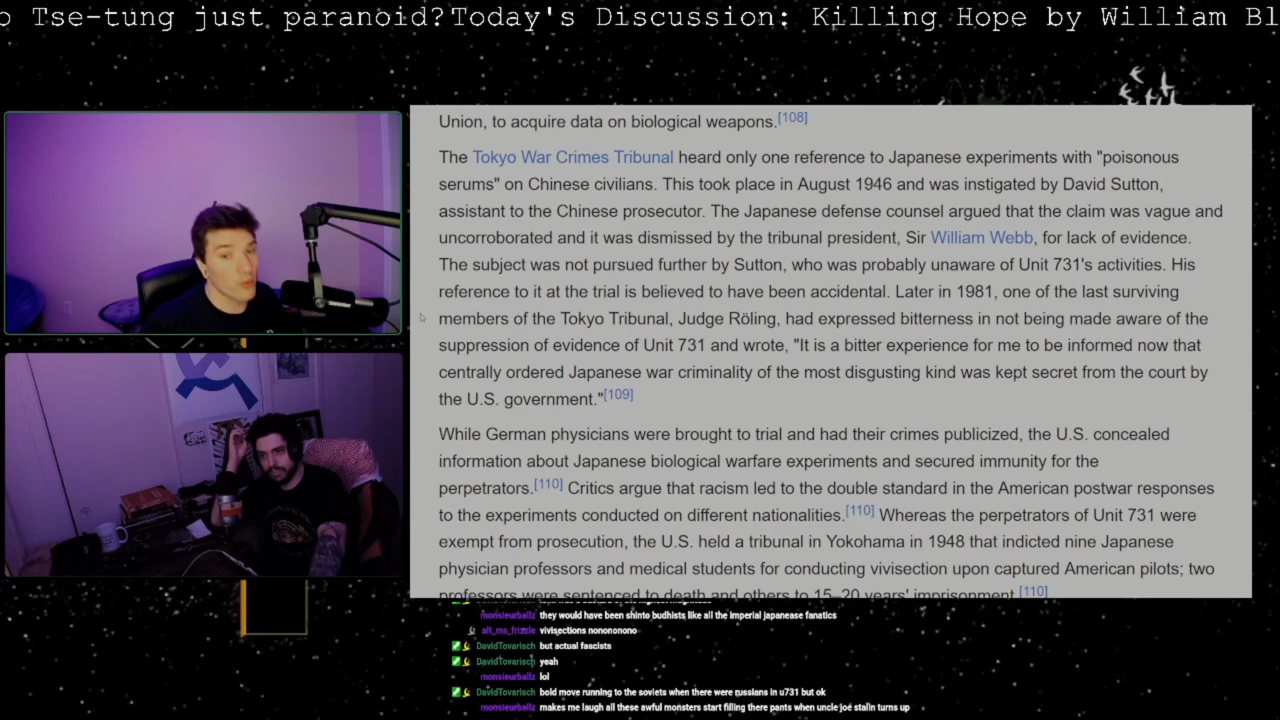 o Tse-tung just paranoid?Today's Discussion: Killing Hope by William Bl
Union, to acquire data on biological weapons.[108]
The Tokyo War Crimes Tribunal heard only one reference to Japanese experiments with "poisonous
serums" on Chinese civilians. This took place in August 1946 and was instigated by David Sutton,
assistant to the Chinese prosecutor. The Japanese defense counsel argued that the claim was vague and
uncorroborated and it was dismissed by the tribunal president, Sir William Webb, for lack of evidence.
The subject was not pursued further by Sutton, who was probably unaware of Unit 731's activities. His
reference to it at the trial is believed to have been accidental. Later in 1981, one of the last surviving
members of the Tokyo Tribunal, Judge Röling, had expressed bitterness in not being made aware of the
suppression of evidence of Unit 731 and wrote, "It is a bitter experience for me to be informed now that
centrally ordered Japanese war criminality of the most disgusting kind was kept secret from the court by
the U.S. government."[109]
While German physicians were brought to trial and had their crimes publicized, the U.S. concealed
information about Japanese biological warfare experiments and secured immunity for the
perpetrators.[110] Critics argue that racism led to the double standard in the American postwar responses
to the experiments conducted on different nationalities.[110] Whereas the perpetrators of Unit 731 were
exempt from prosecution, the U.S. held a tribunal in Yokohama in 1948 that indicted nine Japanese
physician professors and medical students for conducting vivisection upon captured American pilots; two
professors were sentenced to death and others to 15–20 years' imprisonment.[110]
monsieurballz they would have been shinto budhists like all the imperial japanease fanatics
alt_ms_frizzle vivisections nonononono
DavidTovarisch but actual fascists
DavidTovarisch yeah
monsieurballz lol
DavidTovarisch bold move running to the soviets when there were russians in u731 but ok
monsieurballz makes me laugh all these awful monsters start filling there pants when uncle joe stalin turns up